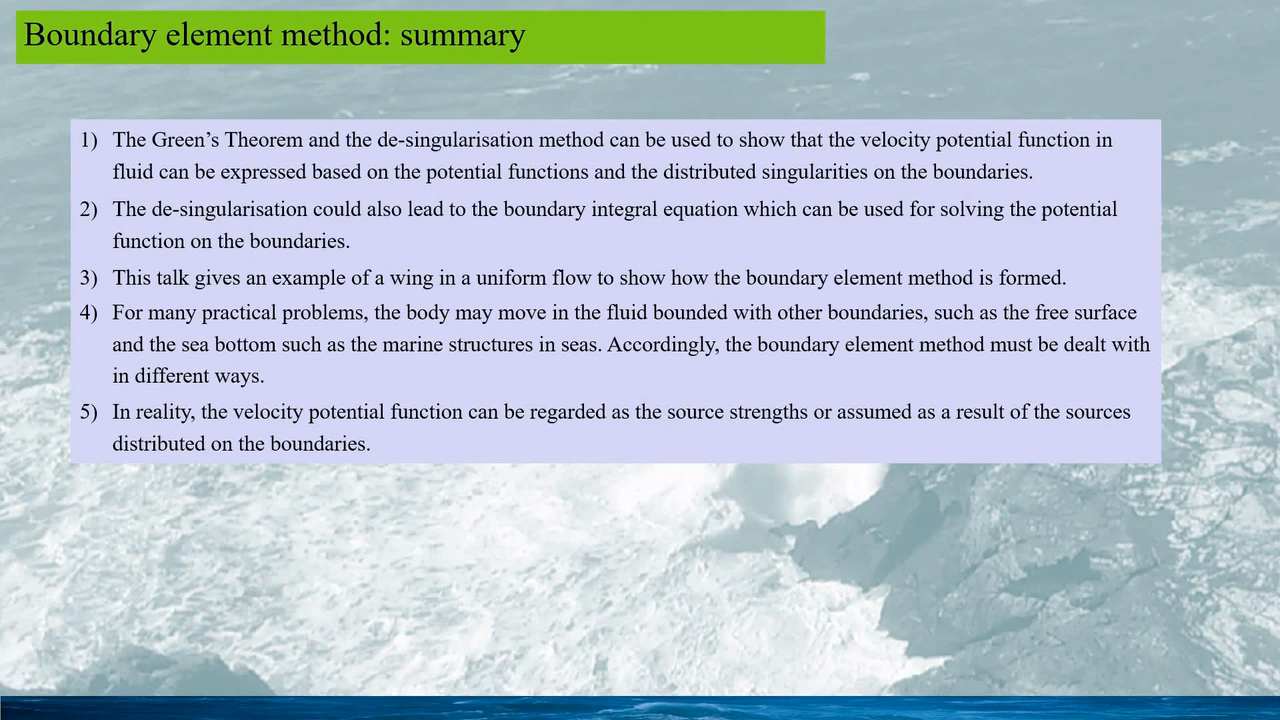 Boundary element method: summary
1) The Green’s Theorem and the de-singularisation method can be used to show that the velocity potential function in
fluid can be expressed based on the potential functions and the distributed singularities on the boundaries.
2) The de-singularisation could also lead to the boundary integral equation which can be used for solving the potential
function on the boundaries.
3) This talk gives an example of a wing in a uniform flow to show how the boundary element method is formed.
4) For many practical problems, the body may move in the fluid bounded with other boundaries, such as the free surface
and the sea bottom such as the marine structures in seas. Accordingly, the boundary element method must be dealt with
in different ways.
5) In reality, the velocity potential function can be regarded as the source strengths or assumed as a result of the sources
distributed on the boundaries.